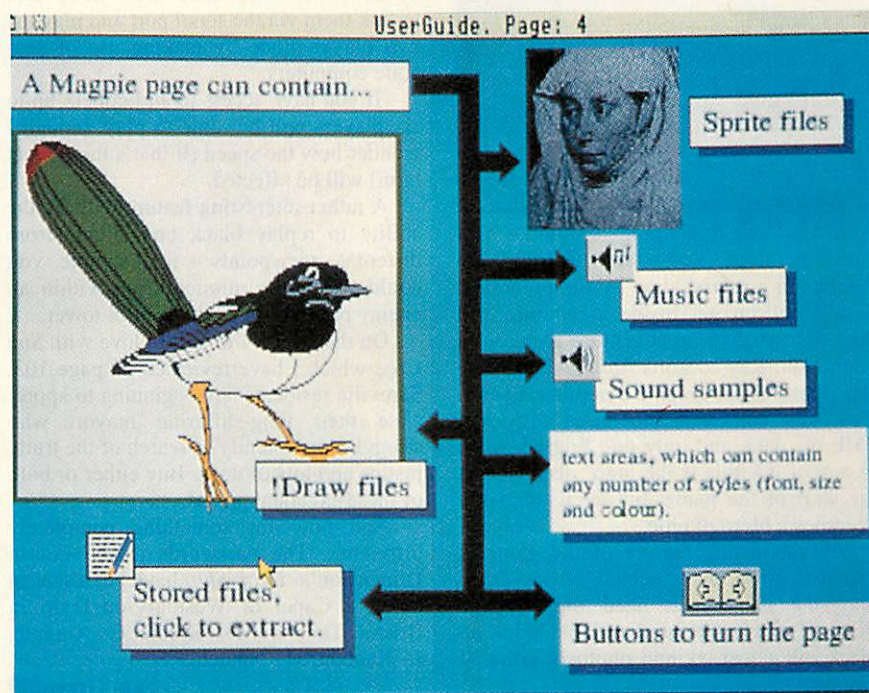 UserGuide. Page: 4
A Magpie page can contain...
Sprite files
Music files
Sound samples
!Draw files
text areas, which can contain
any number of styles (font, size
and colour).
Stored files,
click to extract.
Buttons to turn the page